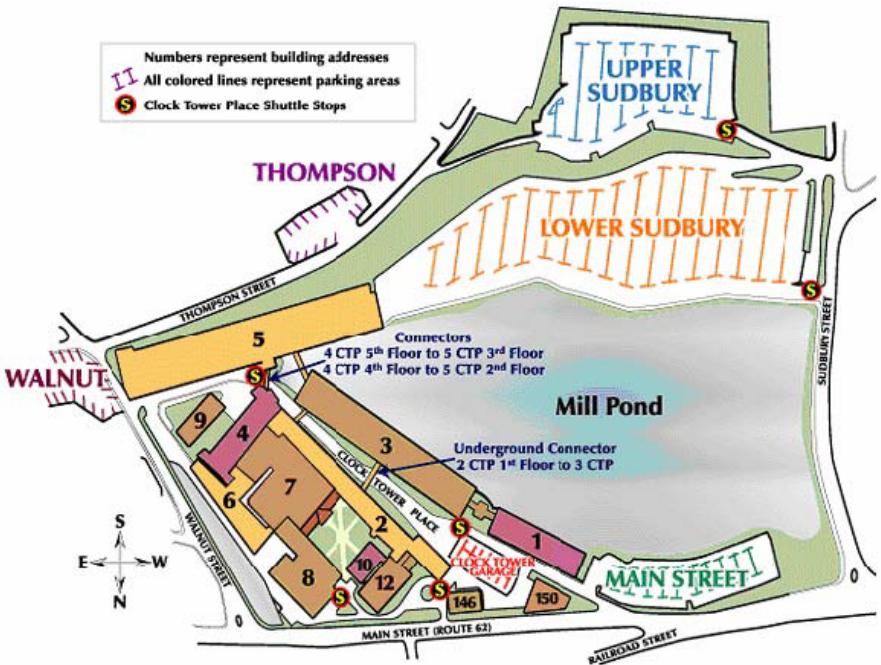 Numbers represent building addresses
All colored lines represent parking areas
S Clock Tower Place Shuttle Stops
UPPER
SUDBURY
S
THOMPSON
LOWER SUDBURY
S
THOMPSON STREET
SUDBURY STREET
5
Connectors
4 CTP 5th Floor to 5 CTP 3rd Floor
4 CTP 4th Floor to 5 CTP 2nd Floor
S
WALNUT
Mill Pond
9
4
3
Underground Connector
2 CTP 1st Floor to 3 CTP
CLOCK TOWER PLACE
6
7
WALNUT STREET
2
S
1
CLOCK TOWER
GARAGE
S
E W
N
8
10
12
S
S
146
150
MAIN STREET
MAIN STREET (ROUTE 62)
RAILROAD STREET